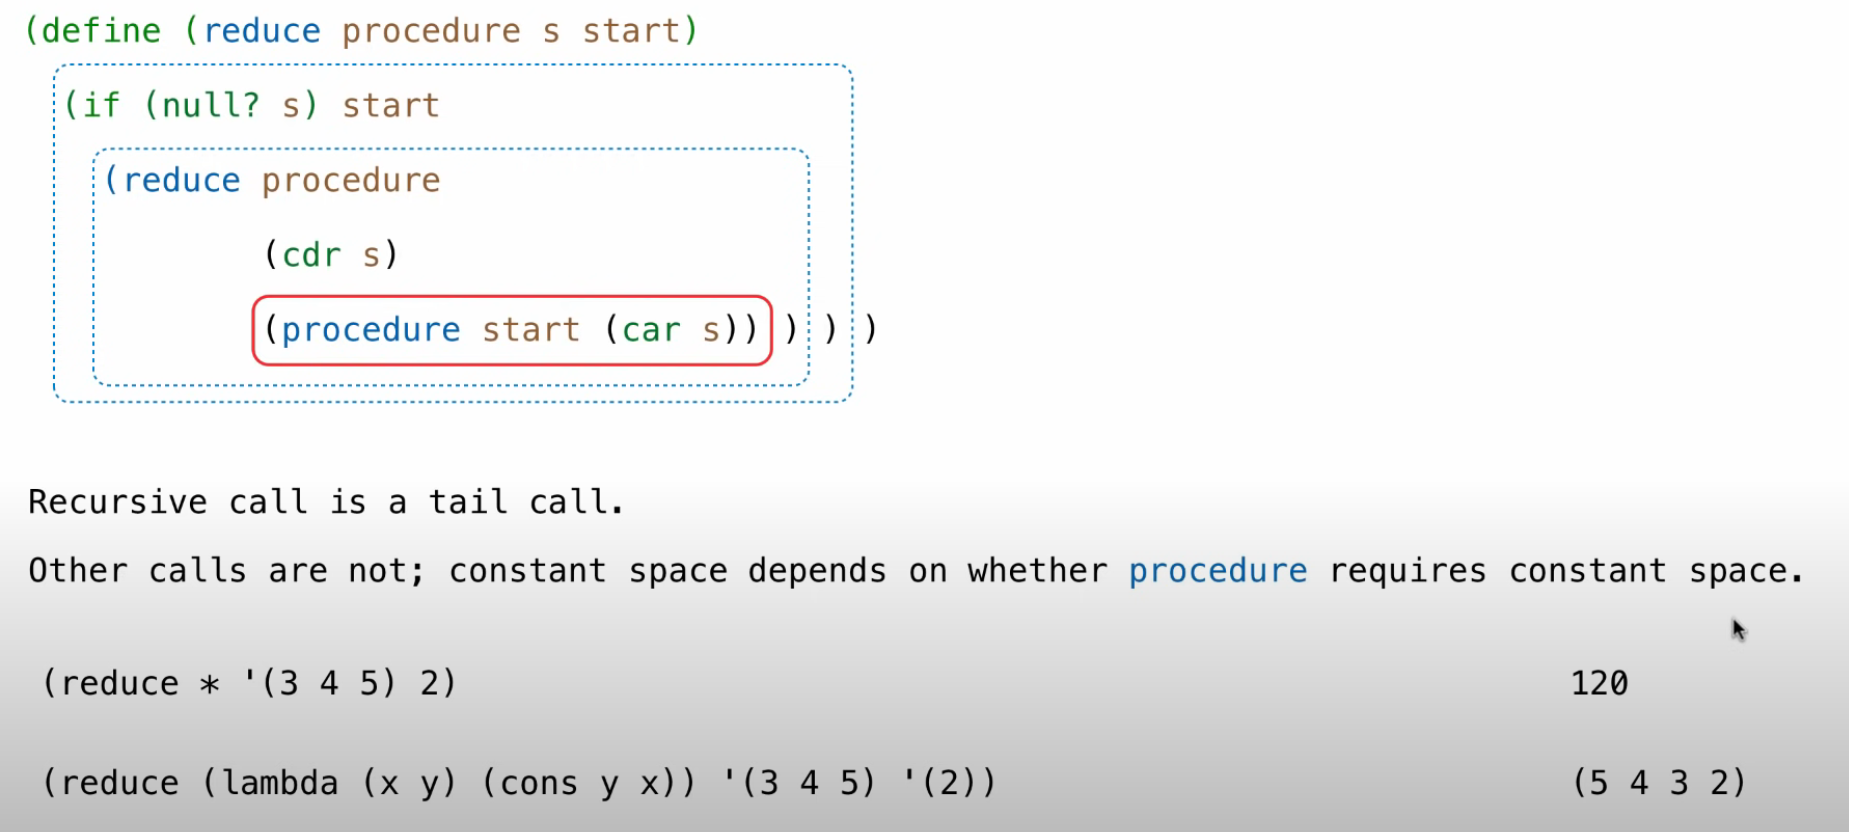 (define (reduce procedure s start)
(if (null? s) start
(reduce procedure
(cdr s)
(procedure start (car s)) ) ) )
Recursive call is a tail call.
Other calls are not; constant space depends on whether procedure requires constant space.
(reduce * '(3 4 5) 2) 120
(reduce (lambda (x y) (cons y x)) '(3 4 5) '(2)) (5 4 3 2)